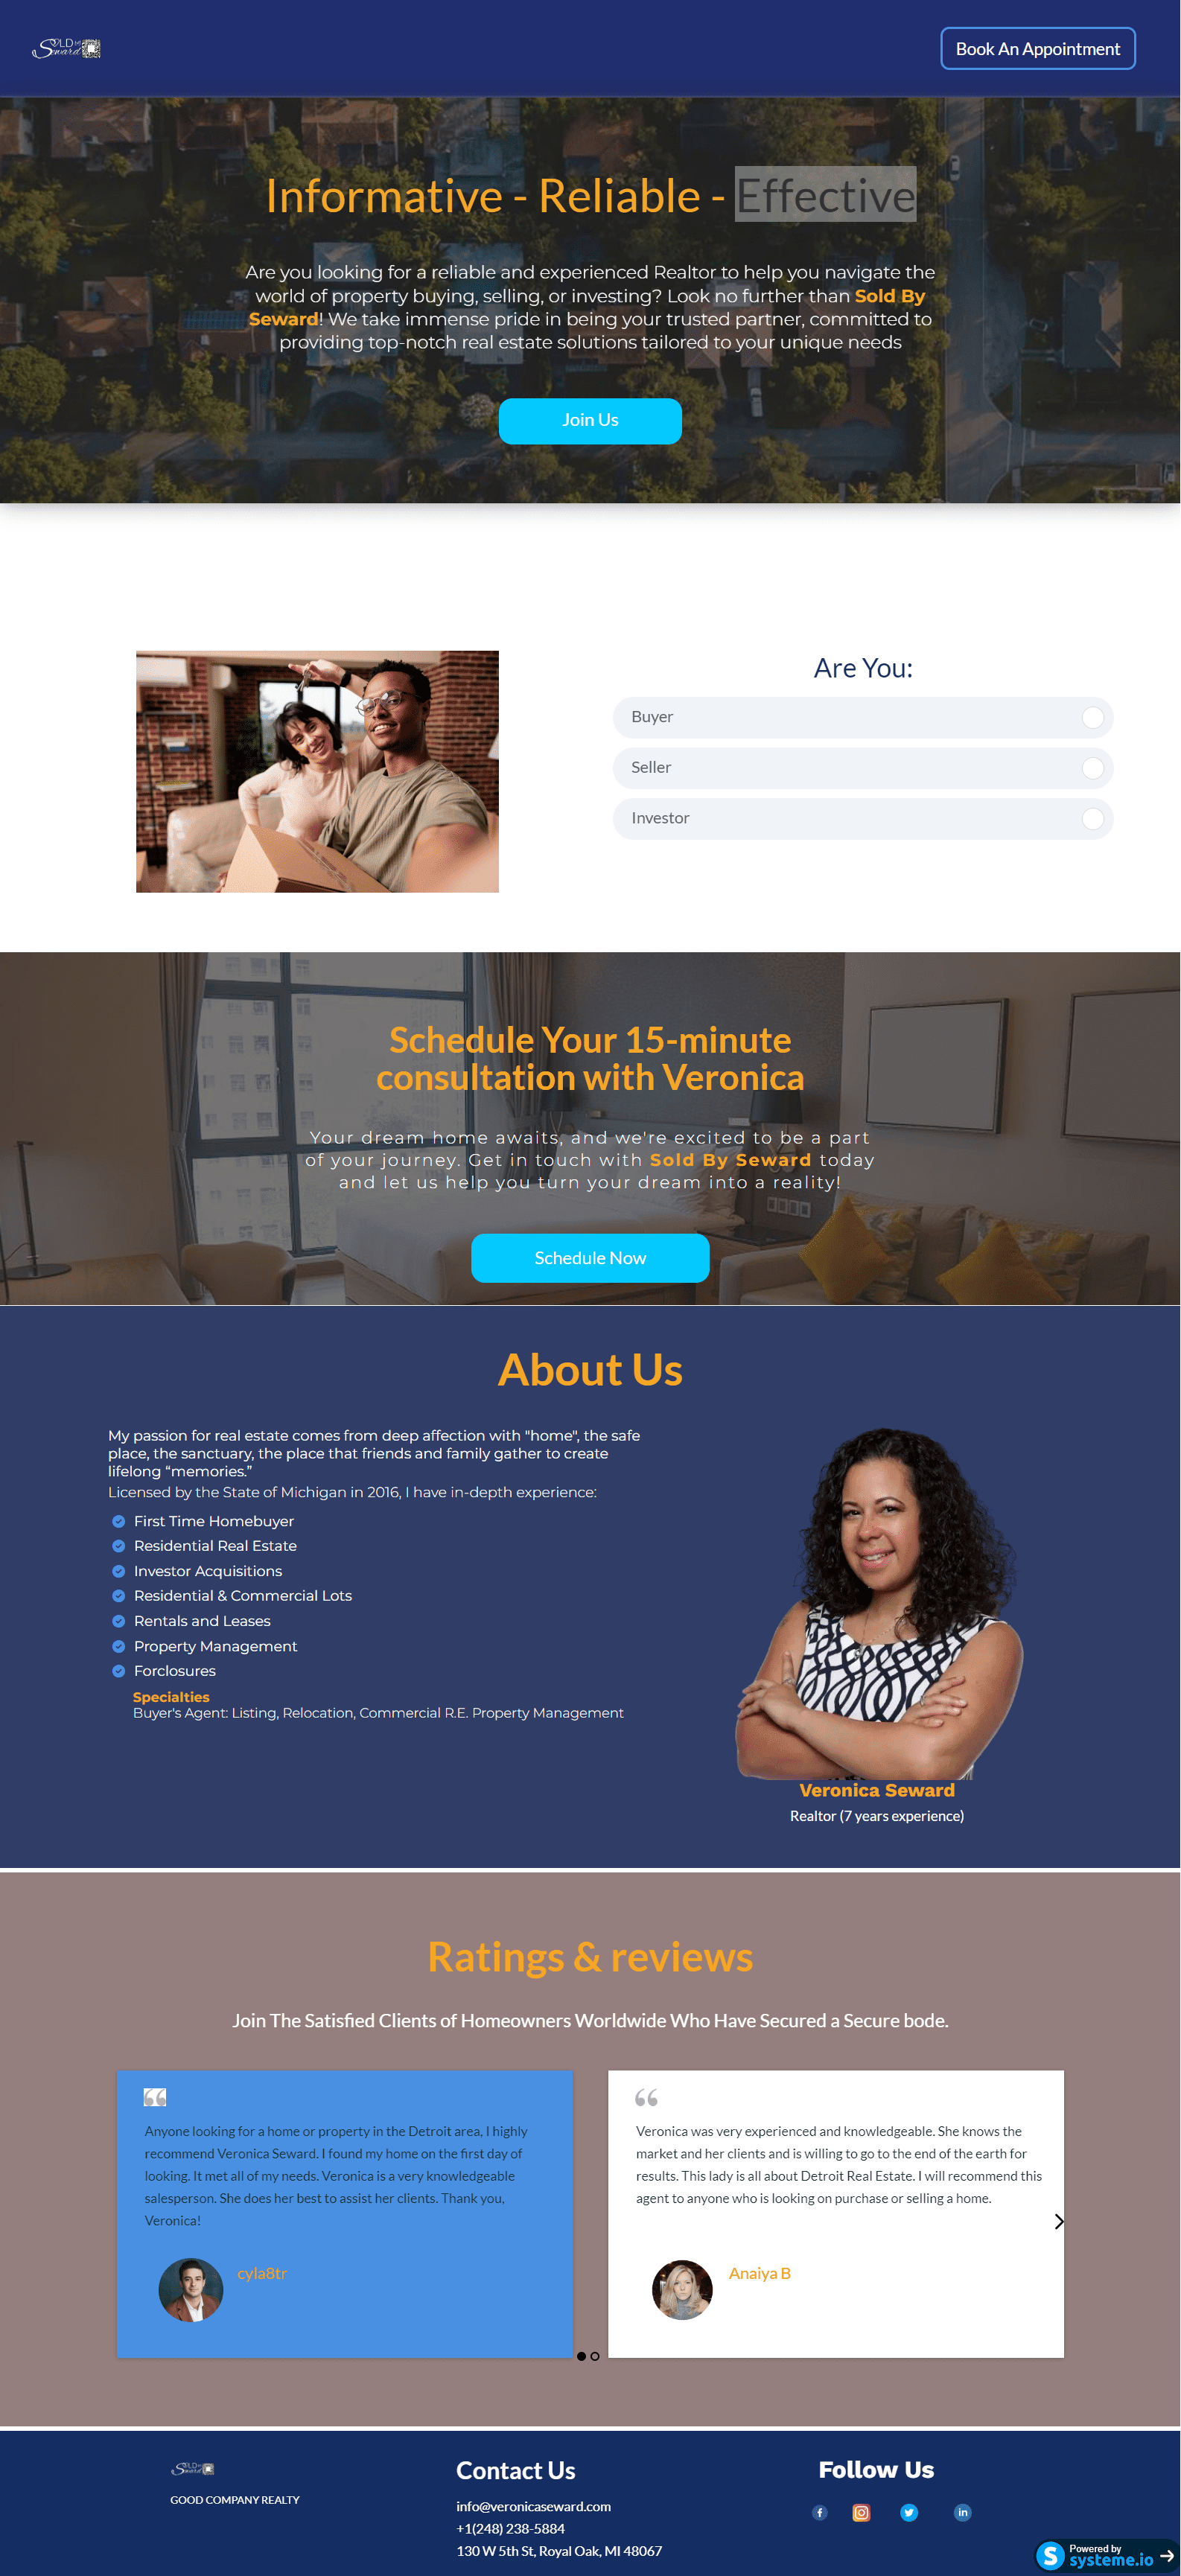 SOLD BY
Seward
Book An Appointment
Informative - Reliable - Effective
Are you looking for a reliable and experienced Realtor to help you navigate the
world of property buying, selling, or investing? Look no further than Sold By
Seward! We take immense pride in being your trusted partner, committed to
providing top-notch real estate solutions tailored to your unique needs
Join Us
Are You:
Buyer
Seller
Investor
Schedule Your 15-minute
consultation with Veronica
Your dream home awaits, and we're excited to be a part
of your journey. Get in touch with Sold By Seward today
and let us help you turn your dream into a reality!
Schedule Now
About Us
My passion for real estate comes from deep affection with "home", the safe
place, the sanctuary, the place that friends and family gather to create
lifelong “memories.”
Licensed by the State of Michigan in 2016, I have in-depth experience:
First Time Homebuyer
Residential Real Estate
Investor Acquisitions
Residential & Commercial Lots
Rentals and Leases
Property Management
Forclosures
Specialties
Buyer's Agent: Listing, Relocation, Commercial R.E. Property Management
Veronica Seward
Realtor (7 years experience)
Ratings & reviews
Join The Satisfied Clients of Homeowners Worldwide Who Have Secured a Secure bode.
Anyone looking for a home or property in the Detroit area, I highly
recommend Veronica Seward. I found my home on the first day of
looking. It met all of my needs. Veronica is a very knowledgeable
salesperson. She does her best to assist her clients. Thank you,
Veronica!
cyla8tr
Veronica was very experienced and knowledgeable. She knows the
market and her clients and is willing to go to the end of the earth for
results. This lady is all about Detroit Real Estate. I will recommend this
agent to anyone who is looking on purchase or selling a home.
Anaiya B
Seward
GOOD COMPANY REALTY
Contact Us
info@veronicaseward.com
+1(248) 238-5884
130 W 5th St, Royal Oak, MI 48067
Follow Us
Powered by
systeme.io